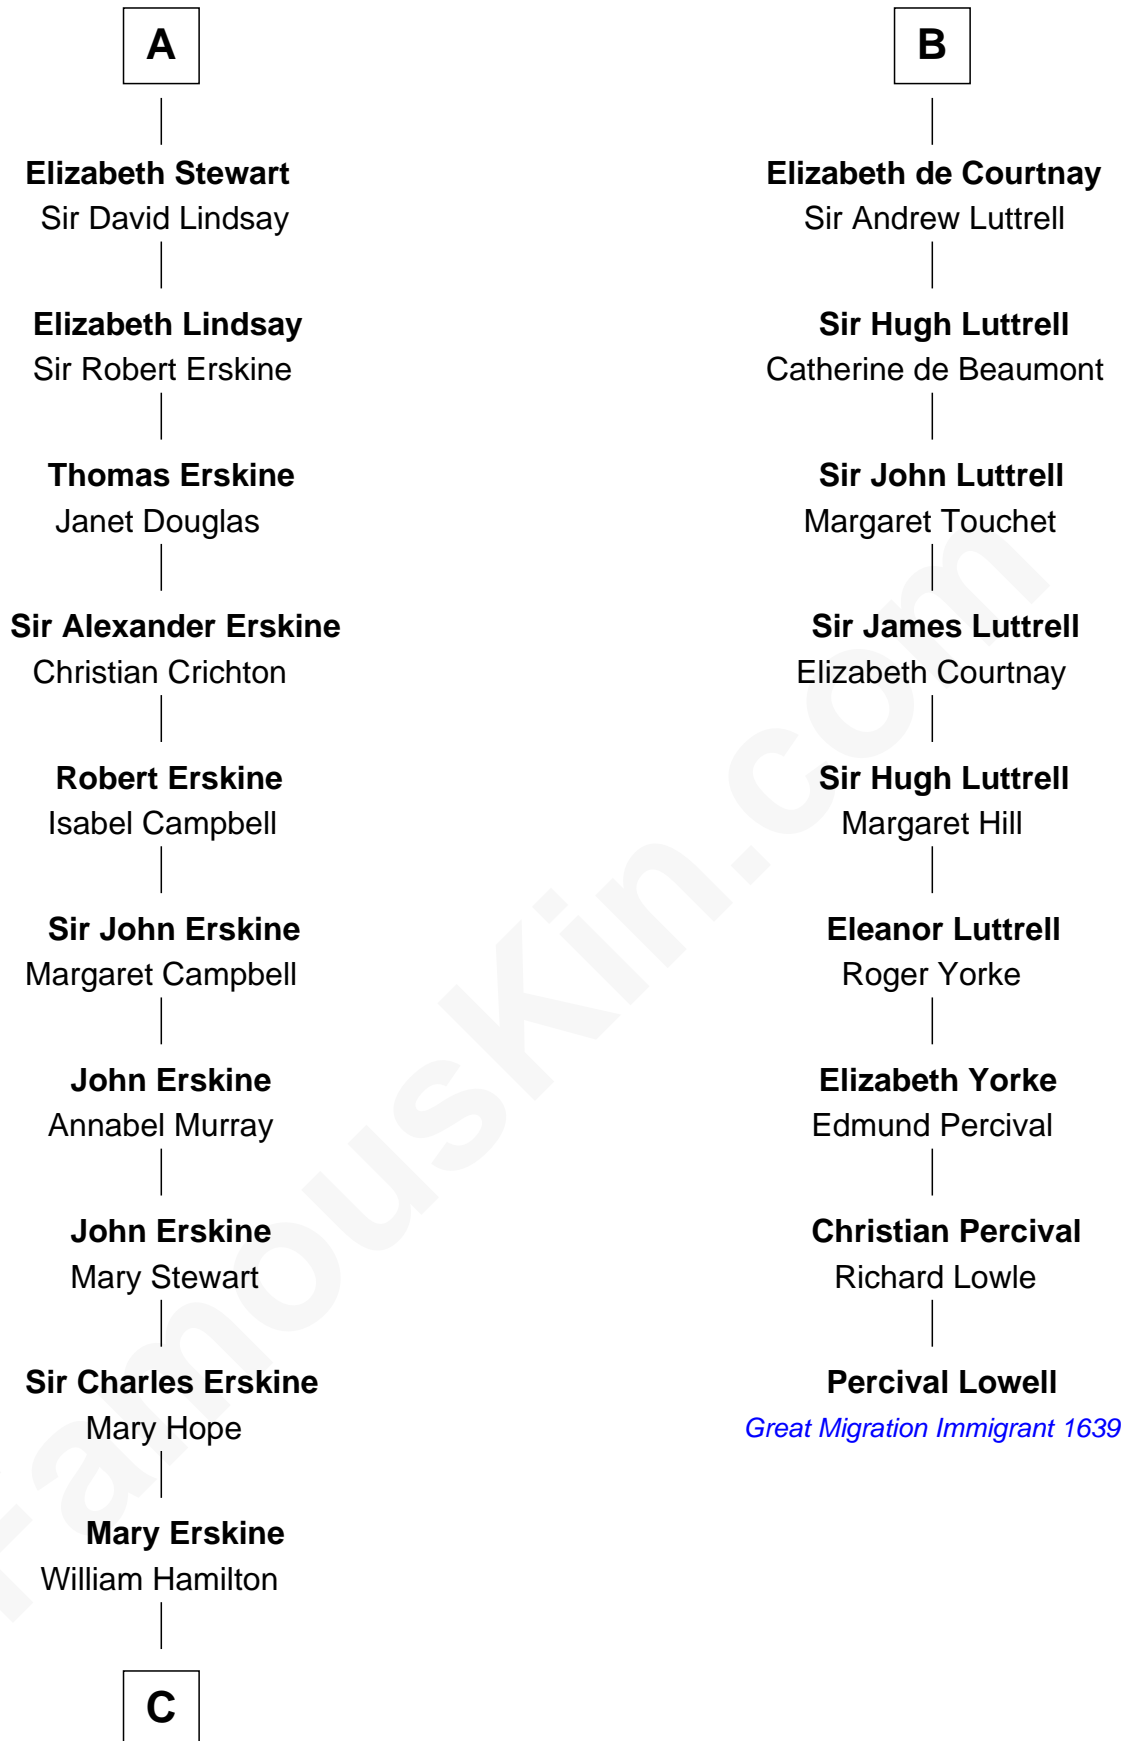 A
Elizabeth Stewart
Sir David Lindsay
Elizabeth Lindsay
Sir Robert Erskine
Thomas Erskine
Janet Douglas
Sir Alexander Erskine
Christian Crichton
Robert Erskine
Isabel Campbell
Sir John Erskine
Margaret Campbell
John Erskine
Annabel Murray
John Erskine
Mary Stewart
Sir Charles Erskine
Mary Hope
Mary Erskine
William Hamilton
C
B
Elizabeth de Courtnay
Sir Andrew Luttrell
Sir Hugh Luttrell
Catherine de Beaumont
Sir John Luttrell
Margaret Touchet
Sir James Luttrell
Elizabeth Courtnay
Sir Hugh Luttrell
Margaret Hill
Eleanor Luttrell
Roger Yorke
Elizabeth Yorke
Edmund Percival
Christian Percival
Richard Lowle
Percival Lowell
Great Migration Immigrant 1639
FamousKin.com